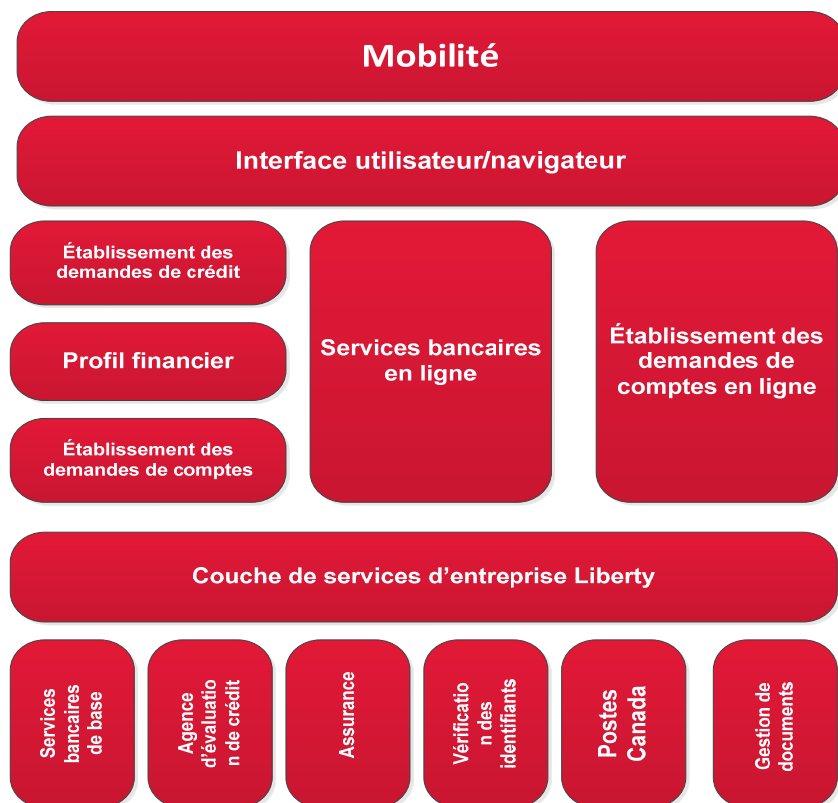 Mobilité
Interface utilisateur/navigateur
Établissement des
demandes de crédit
Profil financier
Établissement des
demandes de comptes
Services bancaires
en ligne
Établissement des
demandes de
comptes en ligne
Couche de services d’entreprise Liberty
Services
bancaires
de base
Agence
d’évaluatio
n de crédit
Assurance
Vérificatio
n des
identifiants
Postes
Canada
Gestion de
documents